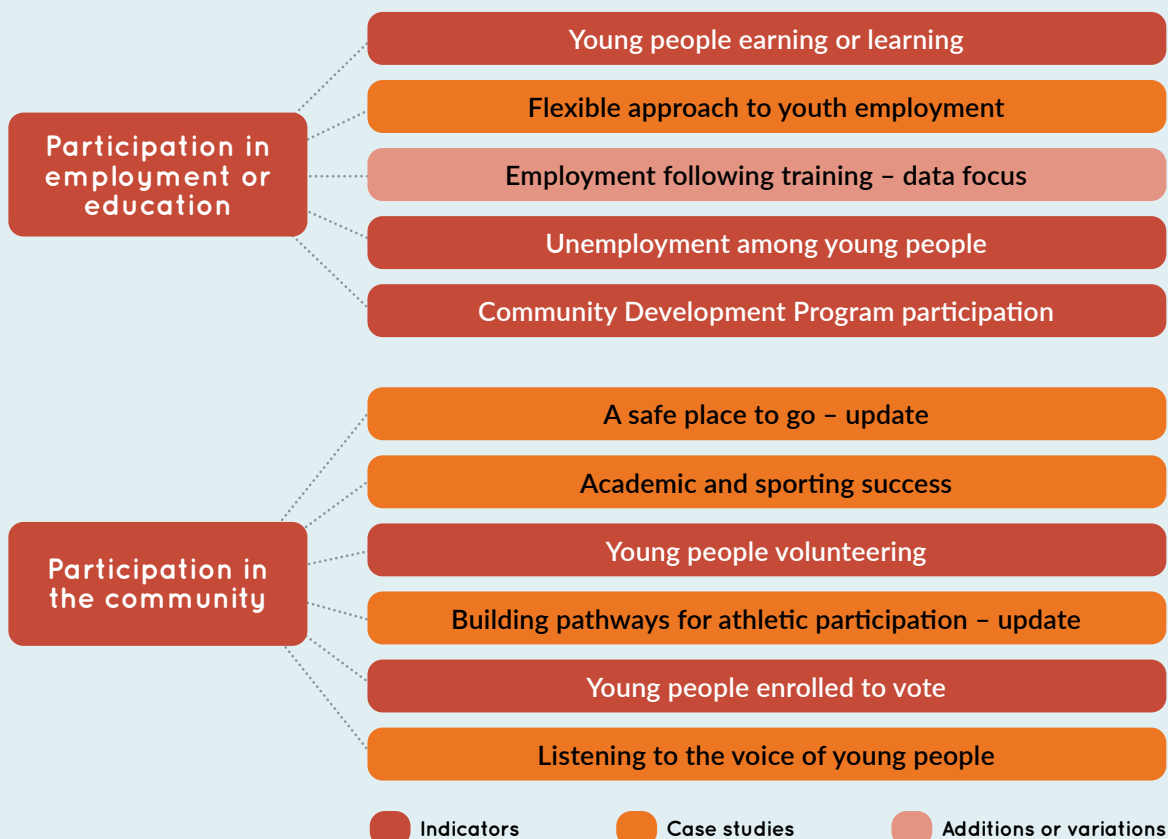 Participation in
employment or
education
Young people earning or learning
Flexible approach to youth employment
Employment following training – data focus
Unemployment among young people
Community Development Program participation
Participation in
the community
A safe place to go – update
Academic and sporting success
Young people volunteering
Building pathways for athletic participation – update
Young people enrolled to vote
Listening to the voice of young people
Indicators
Case studies
Additions or variations